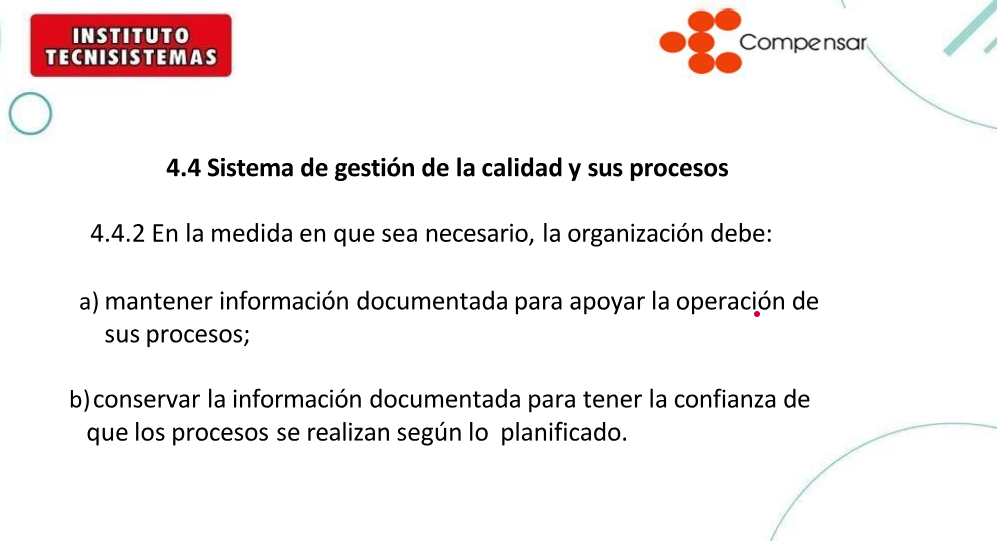 INSTITUTO
TECNISISTEMAS
Compensar
4.4 Sistema de gestión de la calidad y sus procesos
4.4.2 En la medida en que sea necesario, la organización debe:
a) mantener información documentada para apoyar la operación de
sus procesos;
b)conservar la información documentada para tener la confianza de
que los procesos se realizan según lo planificado.